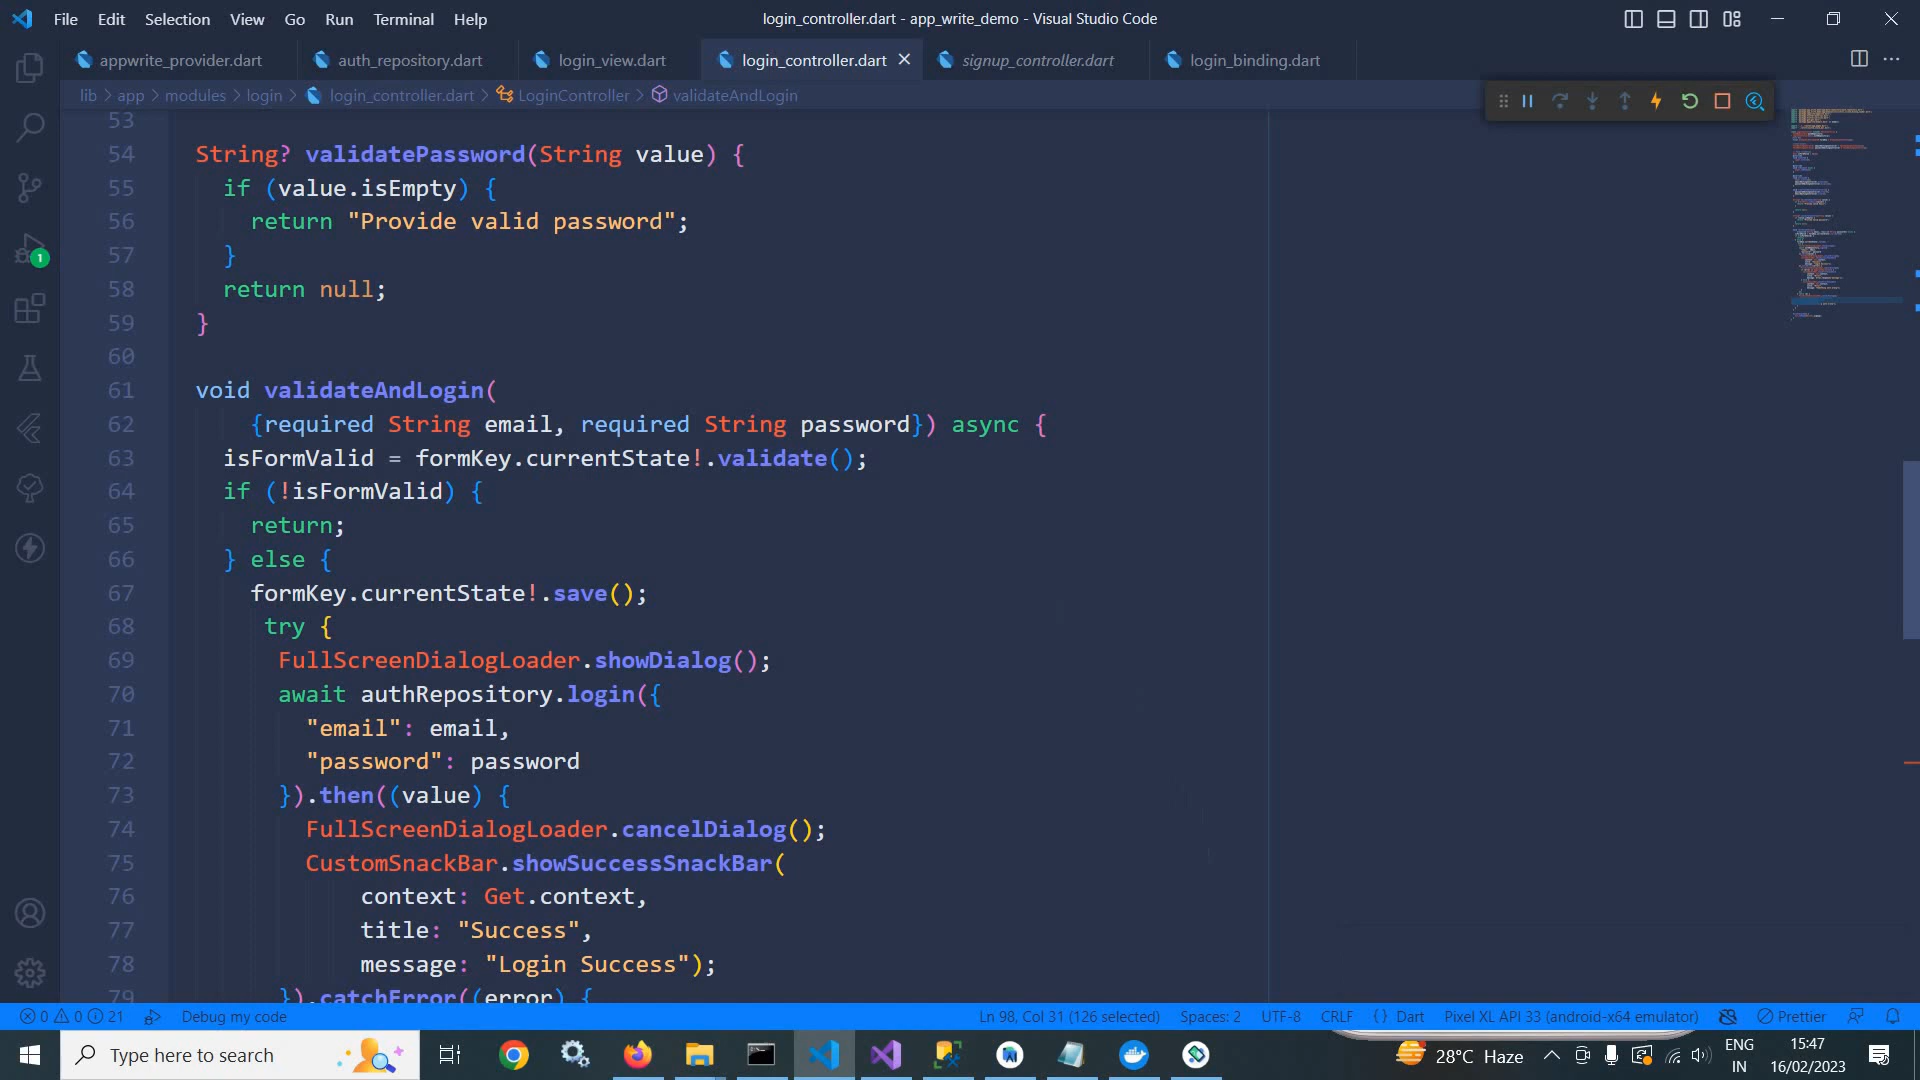 File Edit Selection View Go Run Terminal Help
login_controller.dart - app_write_demo - Visual Studio Code
appwrite_provider.dart
auth_repository.dart
login_view.dart
login_controller.dart
signup_controller.dart
login_binding.dart
lib > app > modules > login > login_controller.dart > LoginController > validateAndLogin
53
54 String? validatePassword(String value) {
55 if (value.isEmpty) {
56 return "Provide valid password";
57 }
58 return null;
59 }
60
61 void validateAndLogin(
62 {required String email, required String password}) async {
63 isFormValid = formKey.currentState!.validate();
64 if (!isFormValid) {
65 return;
66 } else {
67 formKey.currentState!.save();
68 try {
69 FullScreenDialogLoader.showDialog();
70 await authRepository.login({
71 "email": email,
72 "password": password
73 }).then((value) {
74 FullScreenDialogLoader.cancelDialog();
75 CustomSnackBar.showSuccessSnackBar(
76 context: Get.context,
77 title: "Success",
78 message: "Login Success");
79 }).catchError((error) {
1
0 0 21 Debug my code
Ln 98, Col 31 (126 selected) Spaces: 2 UTF-8 CRLF {} Dart Pixel XL API 33 (android-x64 emulator) Prettier
Type here to search
28°C Haze
ENG
IN
15:47
16/02/2023